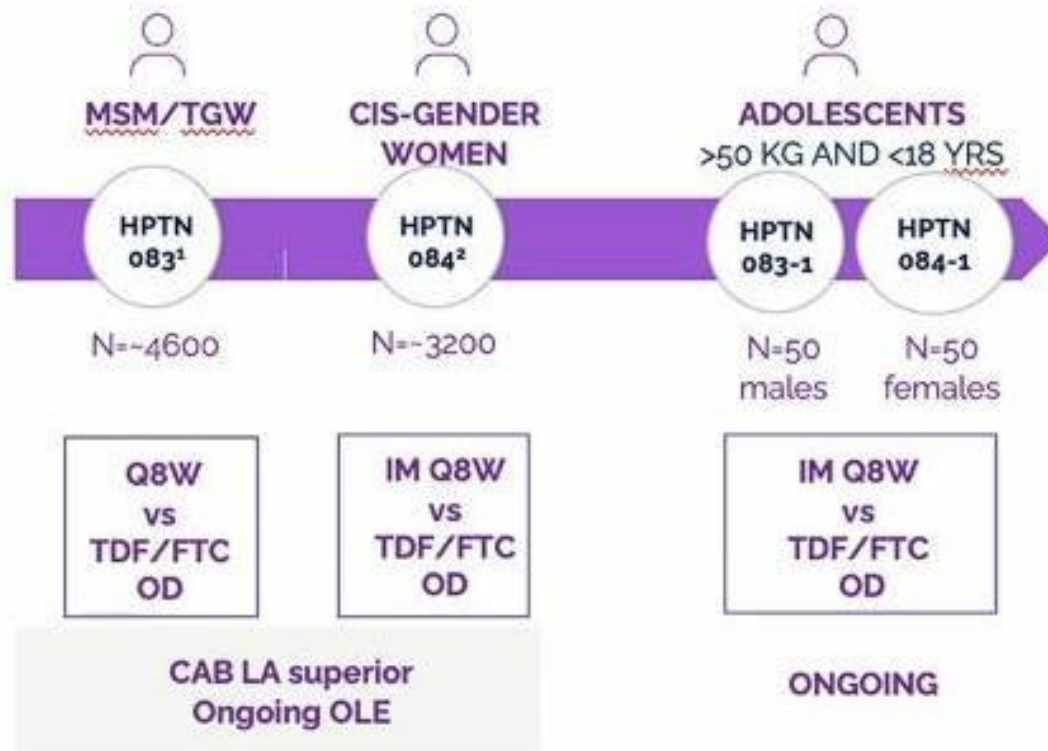 MSM/TGW
CIS-GENDER
WOMEN
ADOLESCENTS
>50 KG AND <18 YRS
HPTN
083¹
HPTN
084²
HPTN
083-1
HPTN
084-1
N=~4600
N=~3200
N=50
males
N=50
females
Q8W
vs
TDF/FTC
OD
IM Q8W
vs
TDF/FTC
OD
IM Q8W
vs
TDF/FTC
OD
CAB LA superior
Ongoing OLE
ONGOING